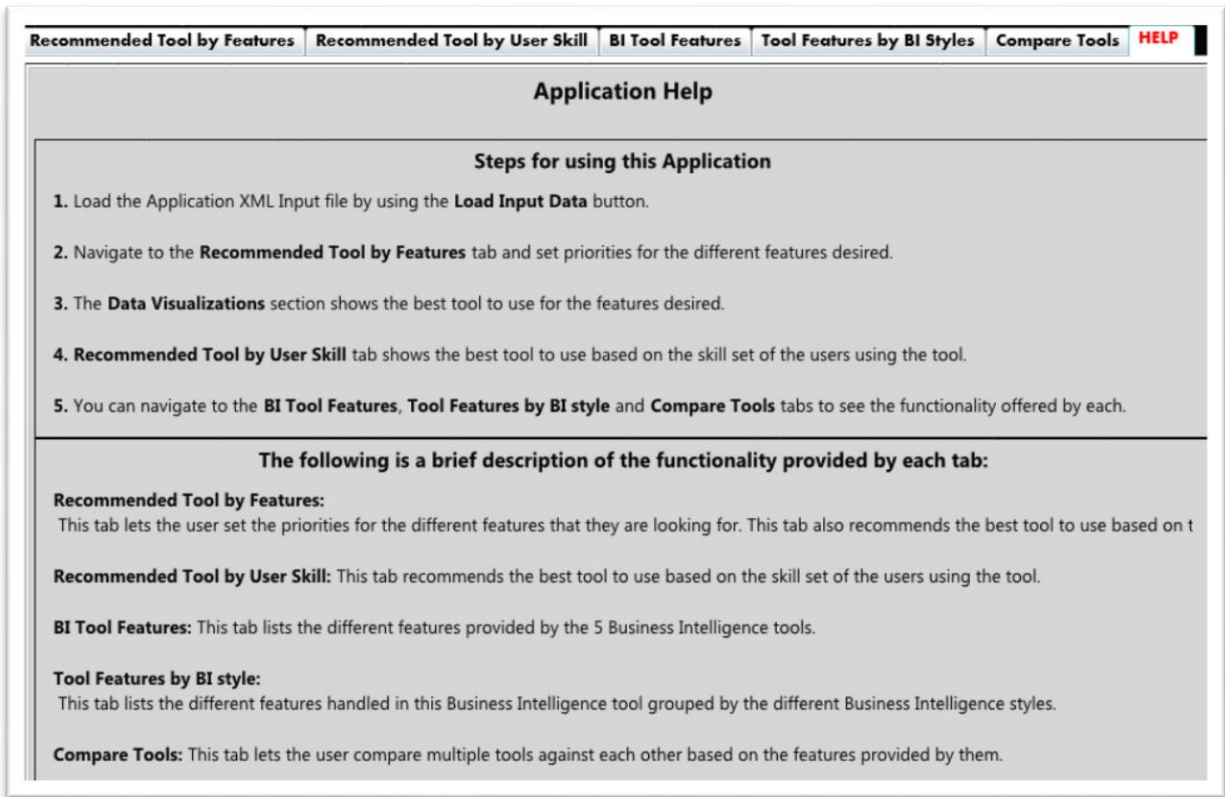 Recommended Tool by Features Recommended Tool by User Skill BI Tool Features Tool Features by BI Styles Compare Tools HELP
Application Help
Steps for using this Application
1. Load the Application XML Input file by using the Load Input Data button.
2. Navigate to the Recommended Tool by Features tab and set priorities for the different features desired.
3. The Data Visualizations section shows the best tool to use for the features desired.
4. Recommended Tool by User Skill tab shows the best tool to use based on the skill set of the users using the tool.
5. You can navigate to the BI Tool Features, Tool Features by BI style and Compare Tools tabs to see the functionality offered by each.
The following is a brief description of the functionality provided by each tab:
Recommended Tool by Features:
This tab lets the user set the priorities for the different features that they are looking for. This tab also recommends the best tool to use based on t
Recommended Tool by User Skill: This tab recommends the best tool to use based on the skill set of the users using the tool.
BI Tool Features: This tab lists the different features provided by the 5 Business Intelligence tools.
Tool Features by BI style:
This tab lists the different features handled in this Business Intelligence tool grouped by the different Business Intelligence styles.
Compare Tools: This tab lets the user compare multiple tools against each other based on the features provided by them.